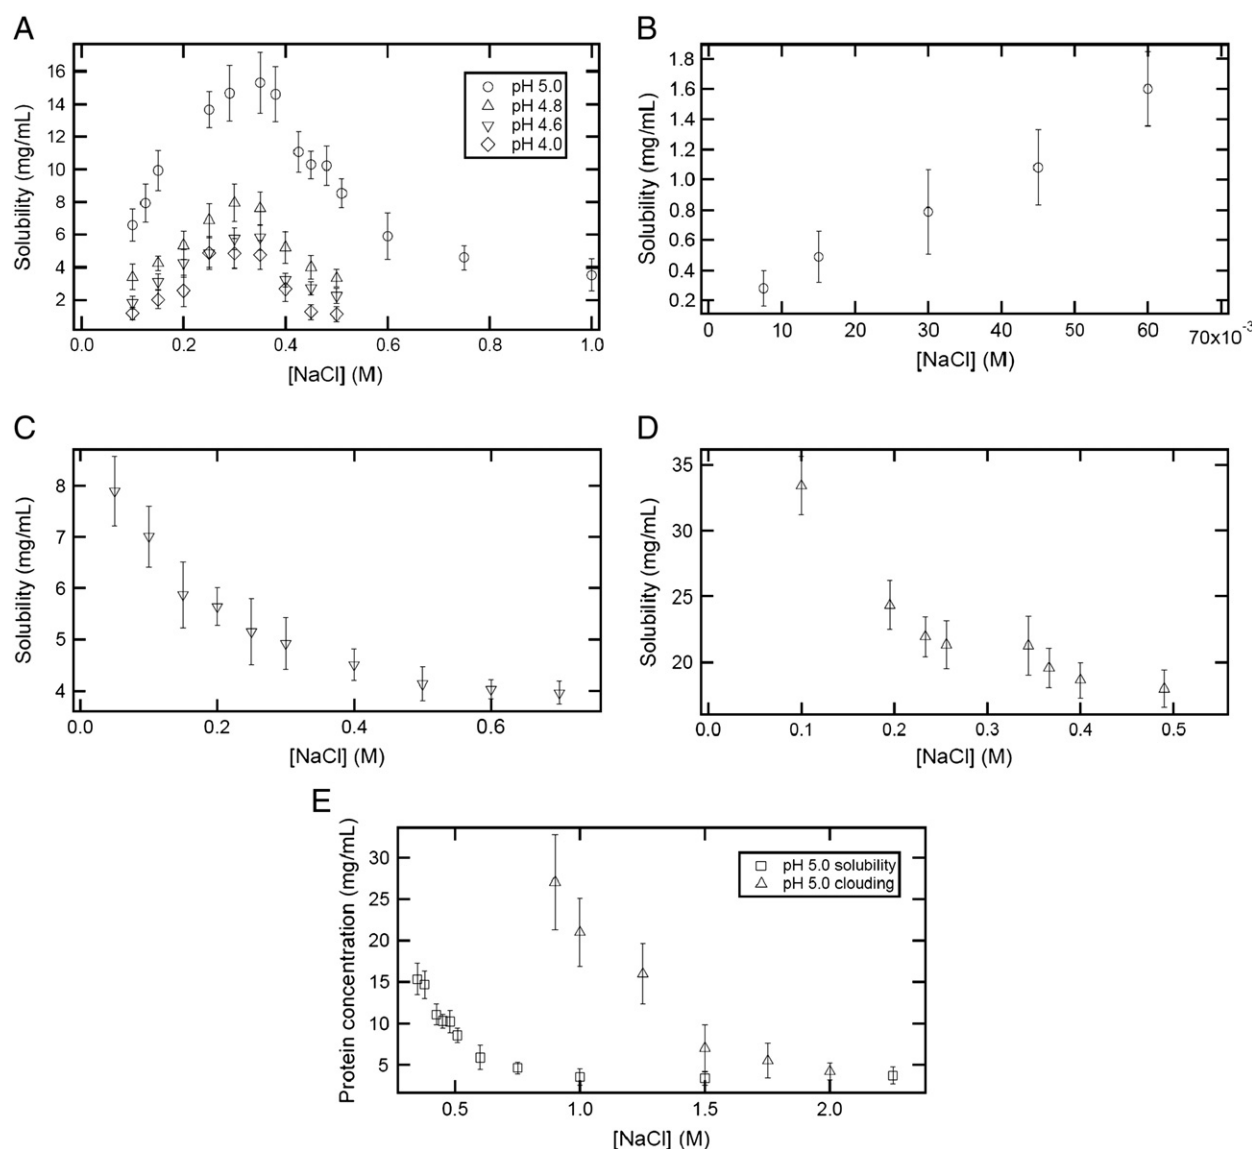 A
Solubility (mg/mL)
16
14
12
10
8
6
4
2
pH 5.0
pH 4.8
pH 4.6
pH 4.0
0.0 0.2 0.4 0.6 0.8 1.0
[NaCl] (M)
B
Solubility (mg/mL)
1.8
1.6
1.4
1.2
1.0
0.8
0.6
0.4
0.2
0 10 20 30 40 50 60 70x10⁻³
[NaCl] (M)
C
Solubility (mg/mL)
8
7
6
5
4
0.0 0.2 0.4 0.6
[NaCl] (M)
D
Solubility (mg/mL)
35
30
25
20
0.0 0.1 0.2 0.3 0.4 0.5
[NaCl] (M)
E
Protein concentration (mg/mL)
30
25
20
15
10
5
pH 5.0 solubility
pH 5.0 clouding
0.5 1.0 1.5 2.0
[NaCl] (M)